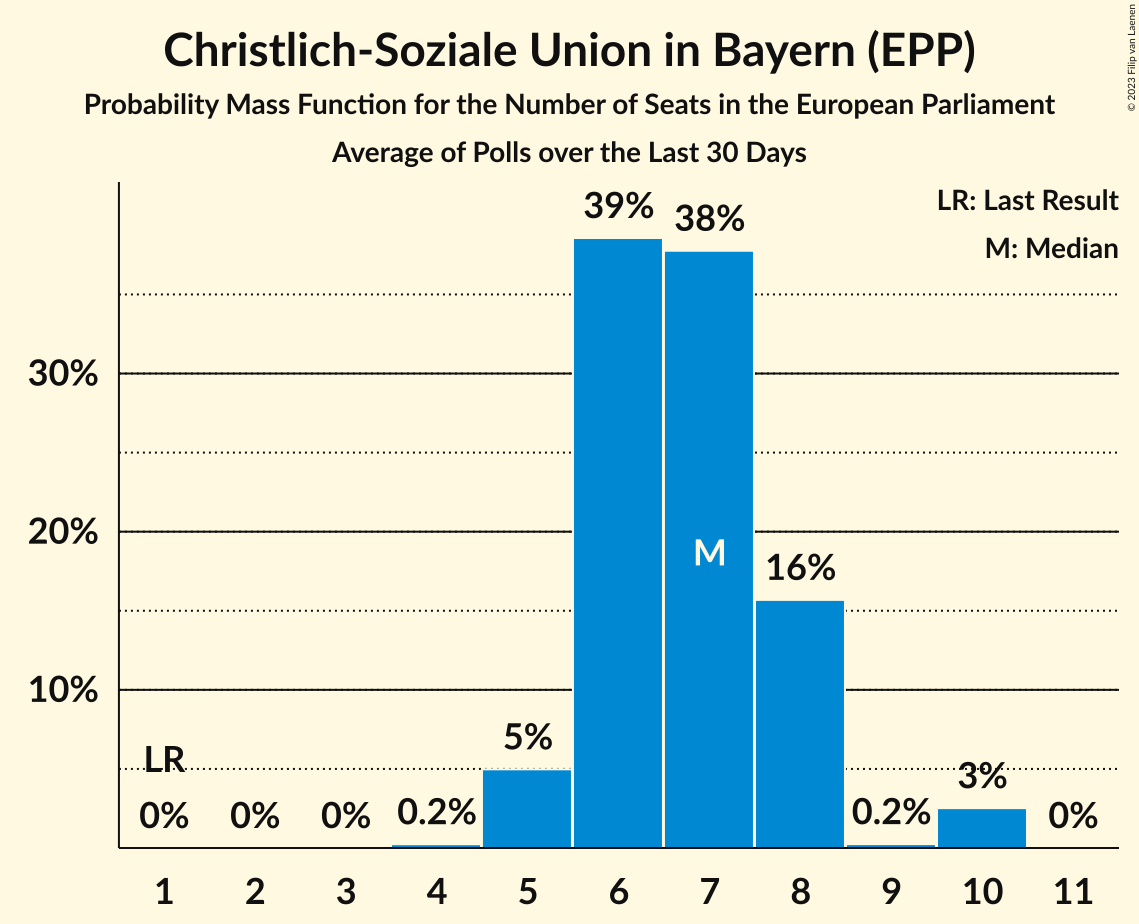 Christlich-Soziale Union in Bayern (EPP)
Probability Mass Function for the Number of Seats in the European Parliament
Average of Polls over the Last 30 Days
© 2023 Filip van Laenen
LR: Last Result
M: Median
39%
38%
30%
20%
M
16%
10%
5%
LR
3%
0%
0%
0%
0.2%
0.2%
0%
1 2 3 4 5 6 7 8 9 10 11